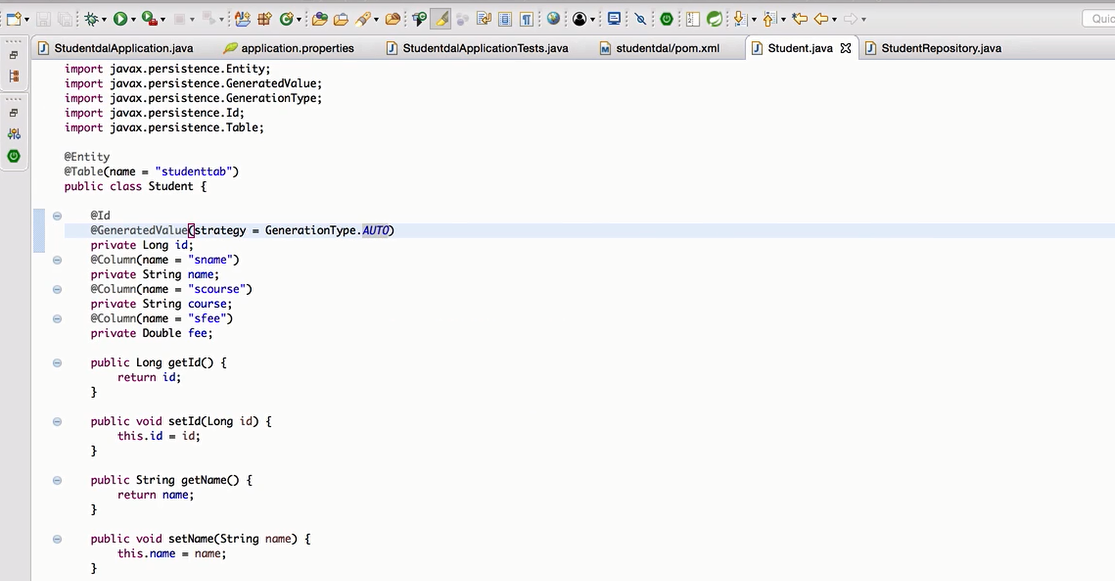 Quic
StudentdalApplication.java
application.properties
StudentdalApplicationTests.java
studentdal/pom.xml
Student.java
StudentRepository.java
import javax.persistence.Entity;
import javax.persistence.GeneratedValue;
import javax.persistence.GenerationType;
import javax.persistence.Id;
import javax.persistence.Table;
@Entity
@Table(name = "studenttab")
public class Student {
@Id
@GeneratedValue(strategy = GenerationType.AUTO)
private Long id;
@Column(name = "sname")
private String name;
@Column(name = "scourse")
private String course;
@Column(name = "sfee")
private Double fee;
public Long getId() {
return id;
}
public void setId(Long id) {
this.id = id;
}
public String getName() {
return name;
}
public void setName(String name) {
this.name = name;
}